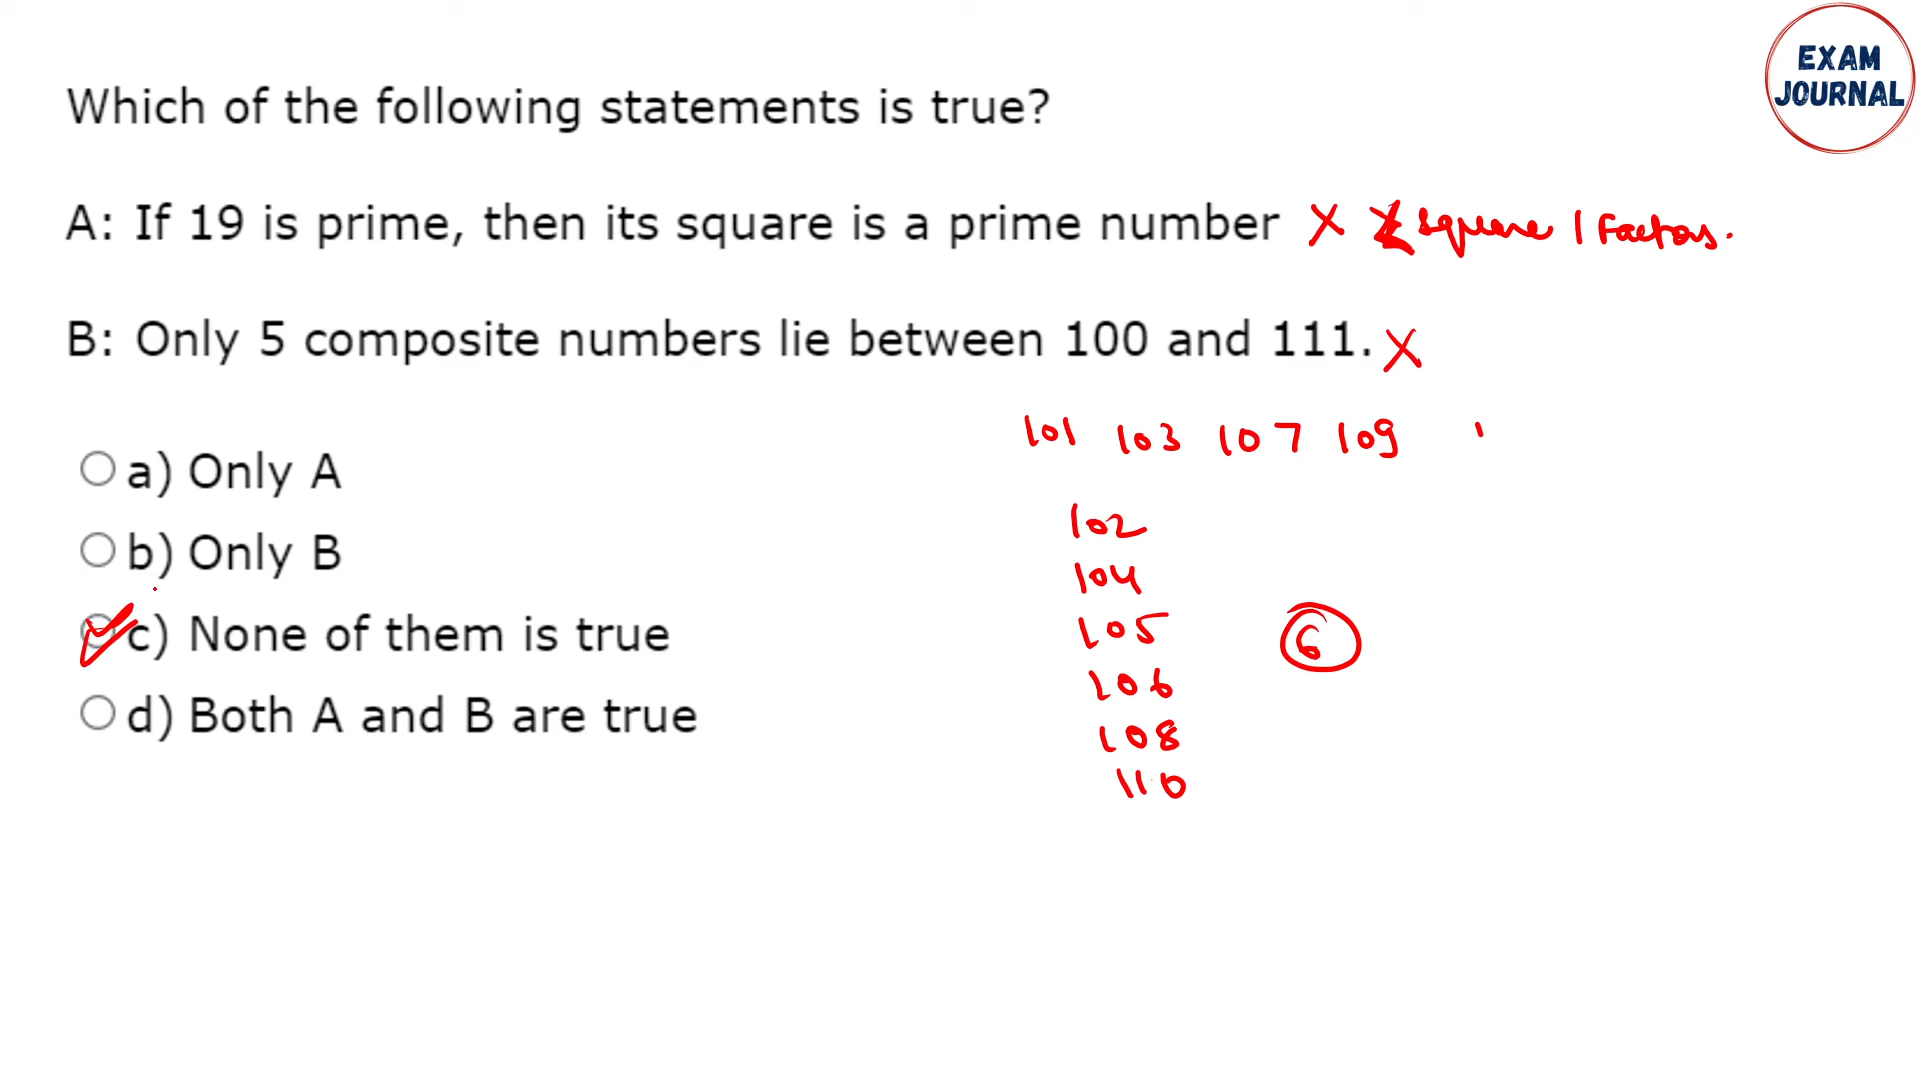 EXAM
JOURNAL
Which of the following statements is true?
A: If 19 is prime, then its square is a prime number X square | Factors.
B: Only 5 composite numbers lie between 100 and 111. X
101 103 107 109
a) Only A
b) Only B
c) None of them is true
d) Both A and B are true
102
104
105
106
108
110
6